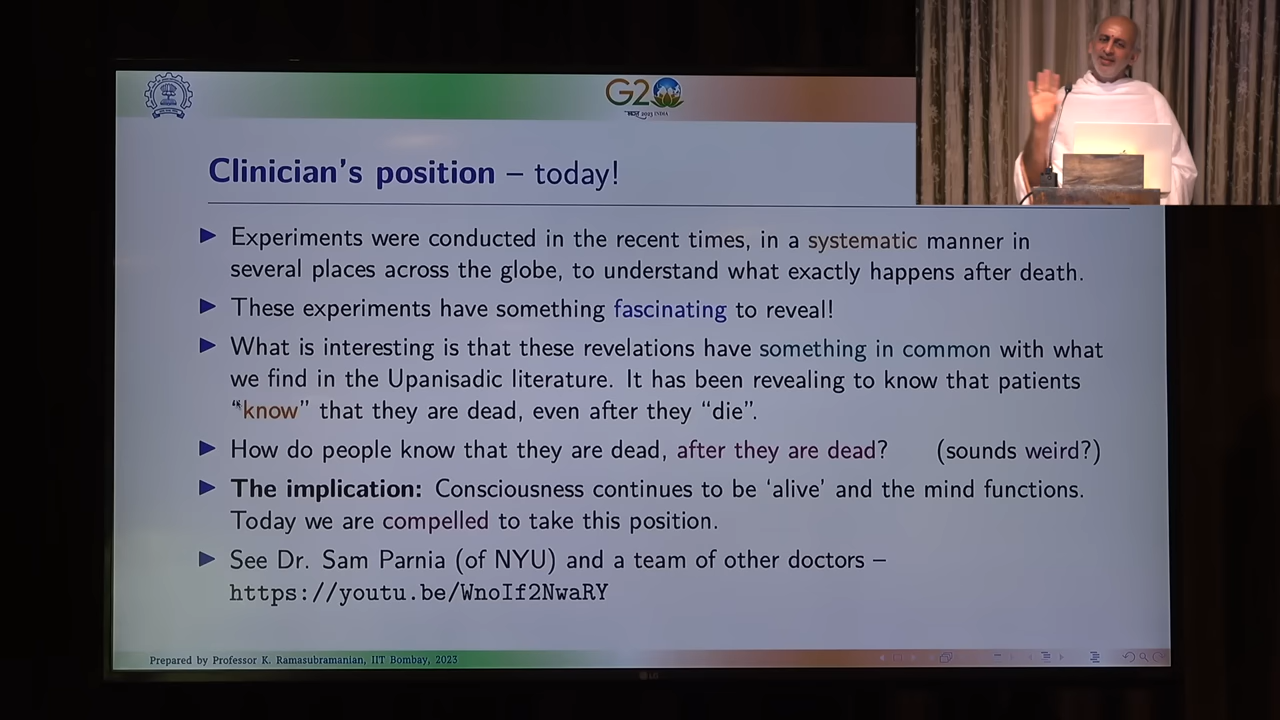 G20
भारत 2023 INDIA
Clinician's position – today!
Experiments were conducted in the recent times, in a systematic manner in
several places across the globe, to understand what exactly happens after death.
These experiments have something fascinating to reveal!
What is interesting is that these revelations have something in common with what
we find in the Upanisadic literature. It has been revealing to know that patients
"know" that they are dead, even after they "die".
How do people know that they are dead, after they are dead? (sounds weird?)
The implication: Consciousness continues to be 'alive' and the mind functions.
Today we are compelled to take this position.
See Dr. Sam Parnia (of NYU) and a team of other doctors –
https://youtu.be/WnoIf2NwaRY
Prepared by Professor K. Ramasubramanian, IIT Bombay, 2023
LG